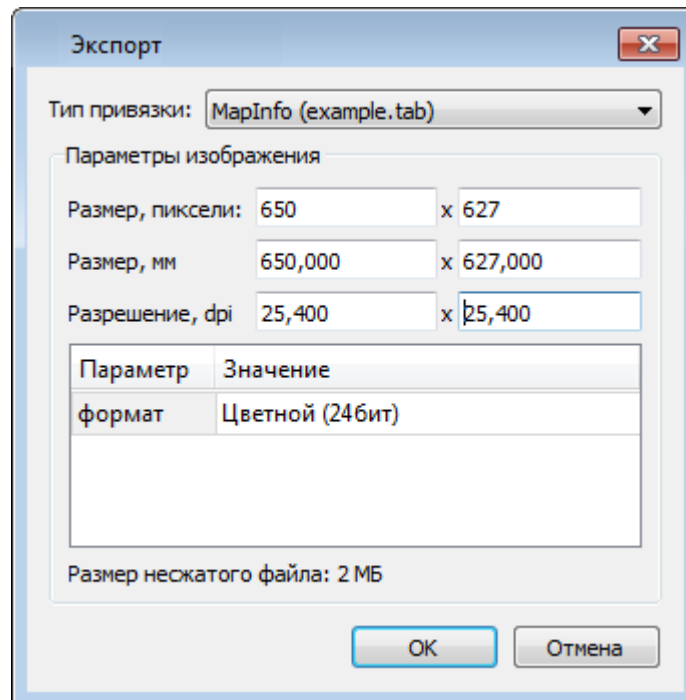 Экспорт
Тип привязки: MapInfo (example.tab)
Параметры изображения
Размер, пиксели: 650 x 627
Размер, мм 650,000 x 627,000
Разрешение, dpi 25,400 x 25,400
Параметр Значение
формат Цветной (24бит)
Размер несжатого файла: 2 МБ
ОК Отмена